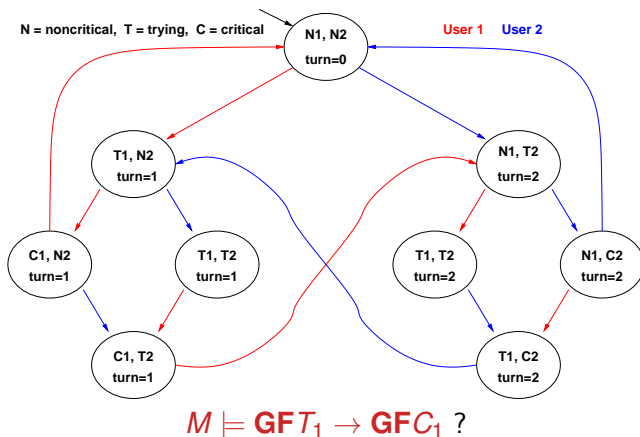 N = noncritical, T = trying, C = critical
User 1 User 2
N1, N2
turn=0
T1, N2
turn=1
N1, T2
turn=2
C1, N2
turn=1
T1, T2
turn=1
T1, T2
turn=2
N1, C2
turn=2
C1, T2
turn=1
T1, C2
turn=2
M ⊨ GFT₁ → GFC₁ ?